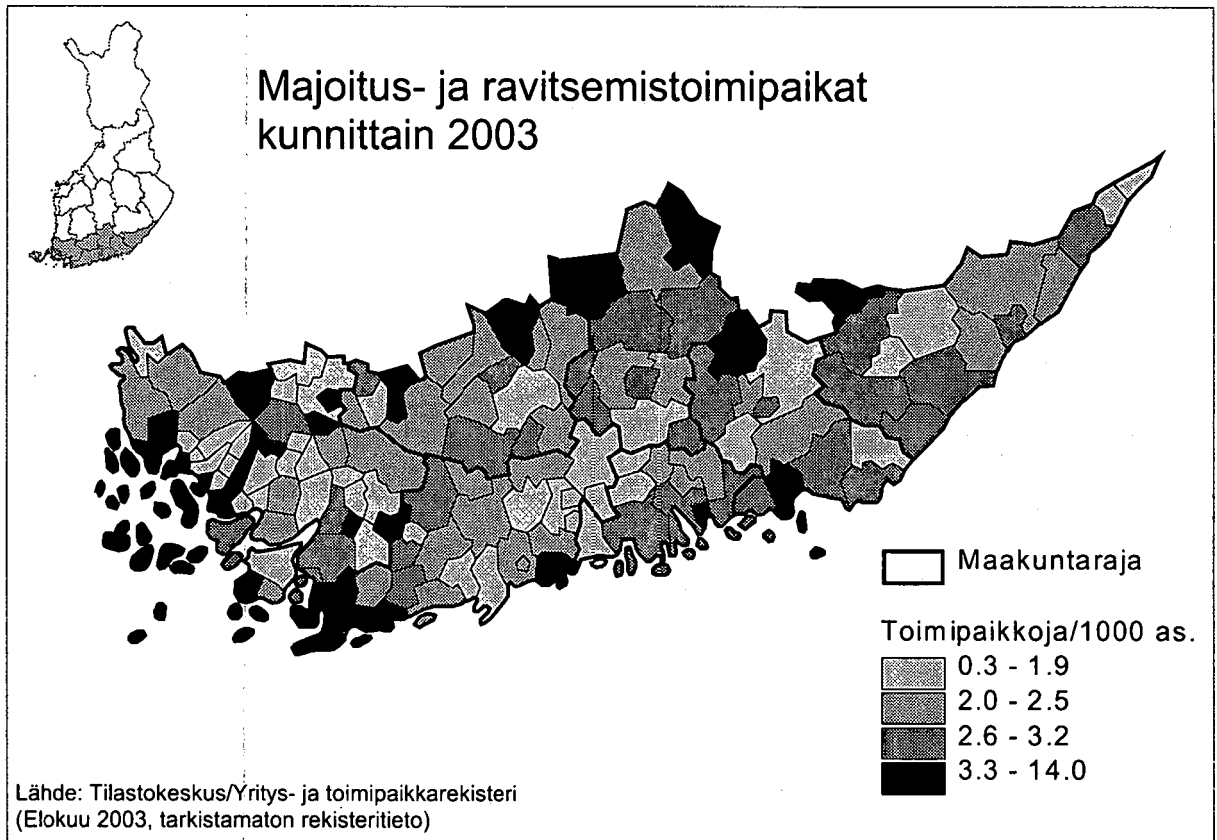 Majoitus- ja ravitsemistoimipaikat
kunnittain 2003
Maakuntaraja
Toimipaikkoja/1000 as.
0.3 - 1.9
2.0 - 2.5
2.6 - 3.2
3.3 - 14.0
Lähde: Tilastokeskus/Yritys- ja toimipaikkarekisteri
(Elokuu 2003, tarkistamaton rekisteritieto)